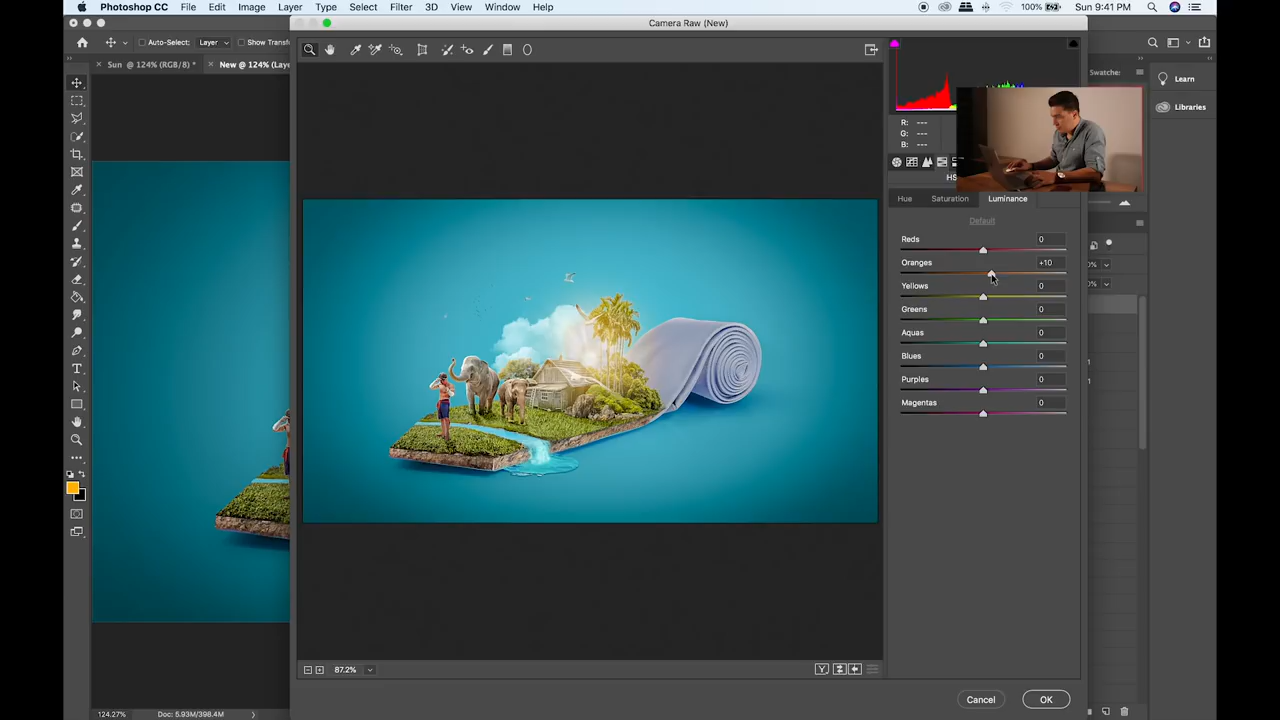 Photoshop CC File Edit Image Layer Type Select Filter 3D View Window Help 100% Sun 9:41 PM
Camera Raw (New)
Auto-Select: Layer Show Transf
Sun @ 124% (RGB/8) * New @ 124% (Laye
Swatche:
Learn
Libraries
R: ---
G: ---
B: ---
HS
Hue Saturation Luminance
Default
Reds 0
Oranges +10
Yellows 0
Greens 0
Aquas 0
Blues 0
Purples 0
Magentas 0
0%
0%
87.2%
Y
Cancel OK
124.27% Doc: 5.93M/398.4M